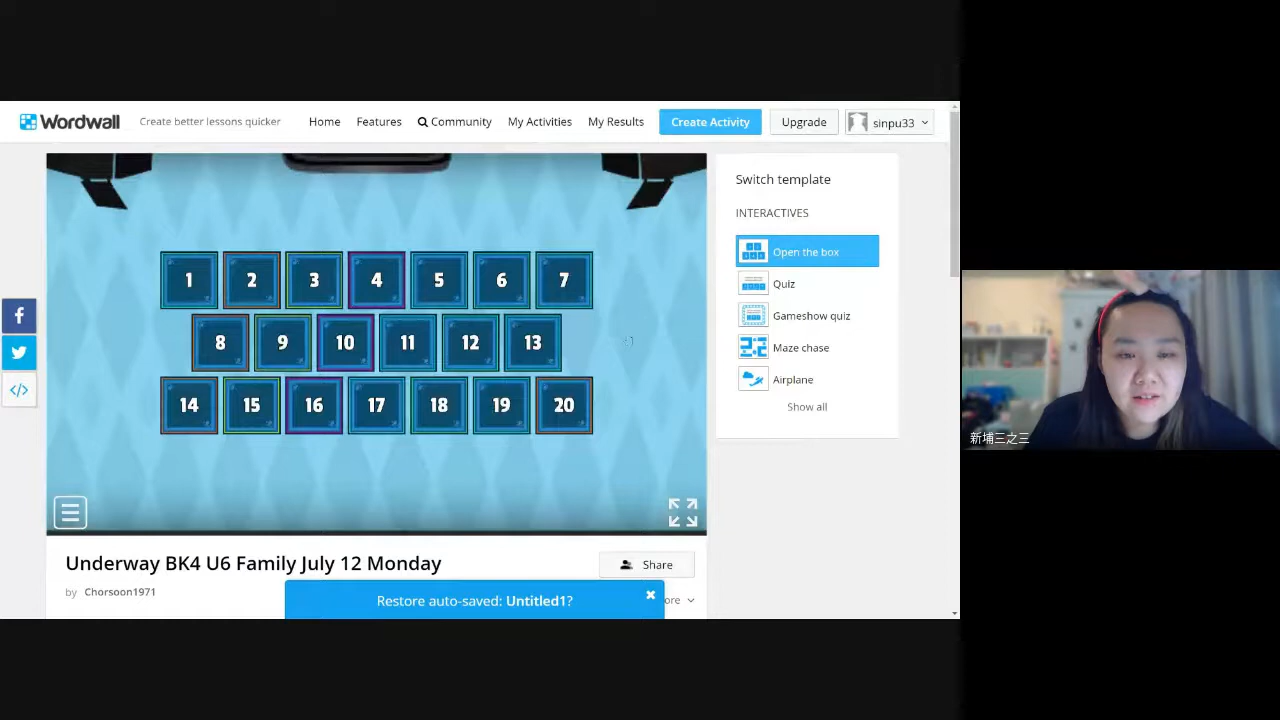 Wordwall Create better lessons quicker Home Features Community My Activities My Results Create Activity Upgrade sinpu33
Switch template
INTERACTIVES
Open the box
Quiz
Gameshow quiz
Maze chase
Airplane
Show all
1 2 3 4 5 6 7
8 9 10 11 12 13
14 15 16 17 18 19 20
Underway BK4 U6 Family July 12 Monday
Share
by Chorsoon1971
Restore auto-saved: Untitled1?
新埔三之三